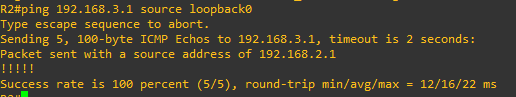 R2#ping 192.168.3.1 source loopback0
Type escape sequence to abort.
Sending 5, 100-byte ICMP Echos to 192.168.3.1, timeout is 2 seconds:
Packet sent with a source address of 192.168.2.1
!!!!!
Success rate is 100 percent (5/5), round-trip min/avg/max = 12/16/22 ms
R2#